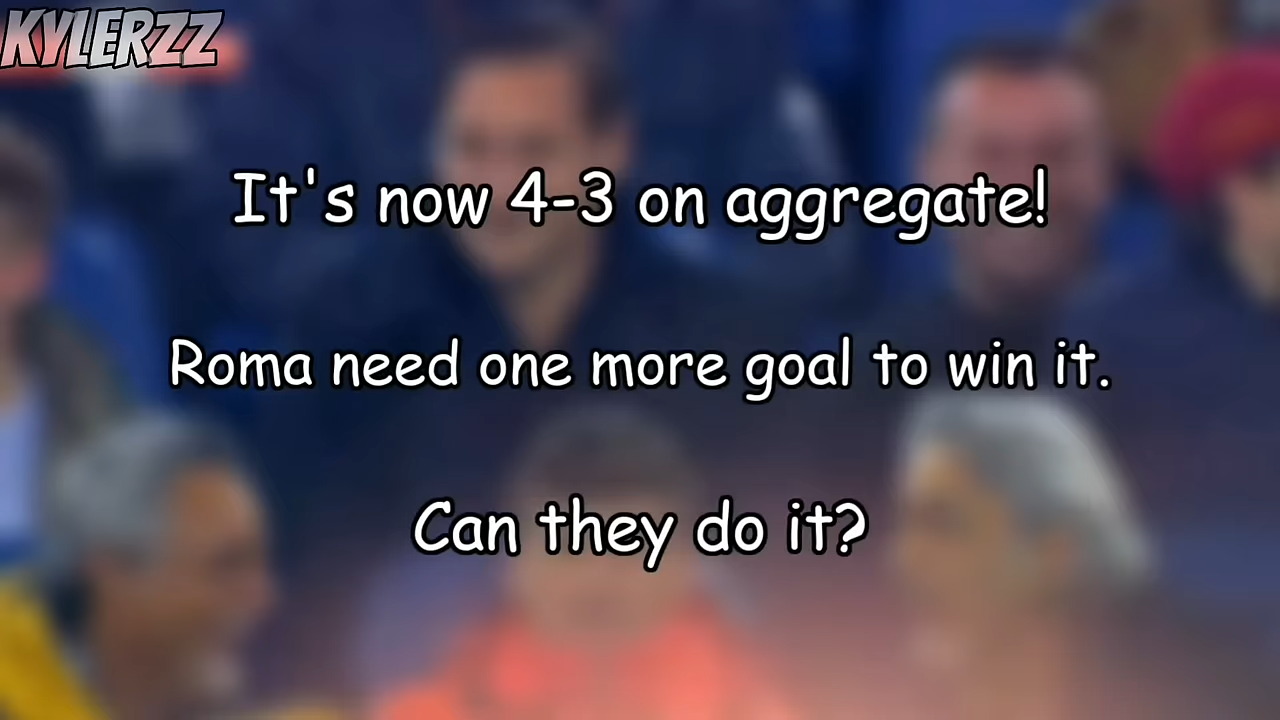 KYLERZZ
It's now 4-3 on aggregate!
Roma need one more goal to win it.
Can they do it?